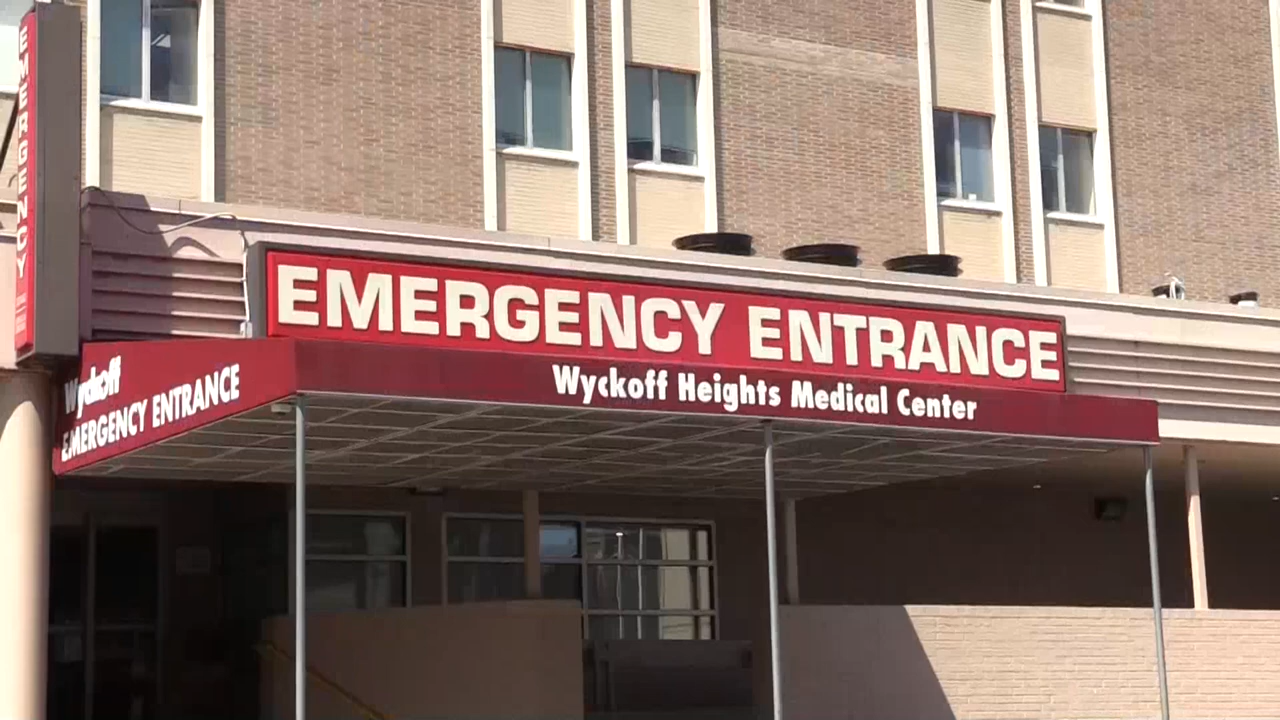 EMERGENCY
EMERGENCY ENTRANCE
Wyckoff Heights Medical Center
Wyckoff
EMERGENCY ENTRANCE